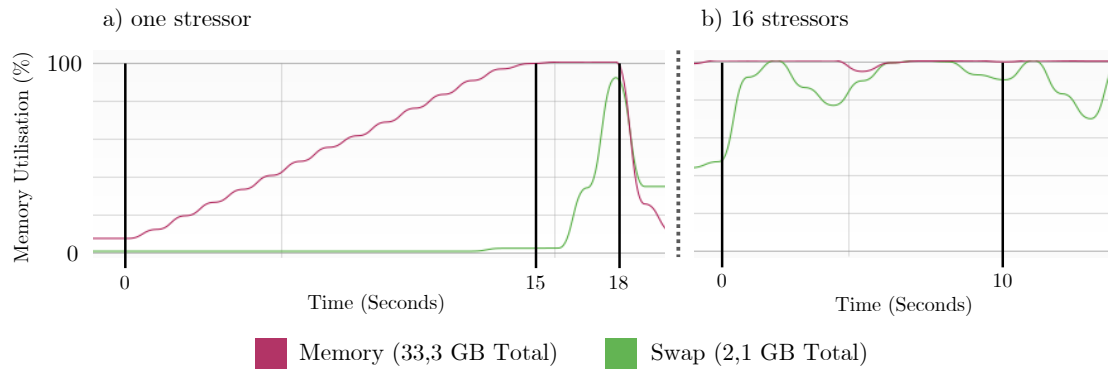 a) one stressor
b) 16 stressors
Memory Utilisation (%)
100
0
0
15
18
Time (Seconds)
0
10
Time (Seconds)
Memory (33,3 GB Total)
Swap (2,1 GB Total)